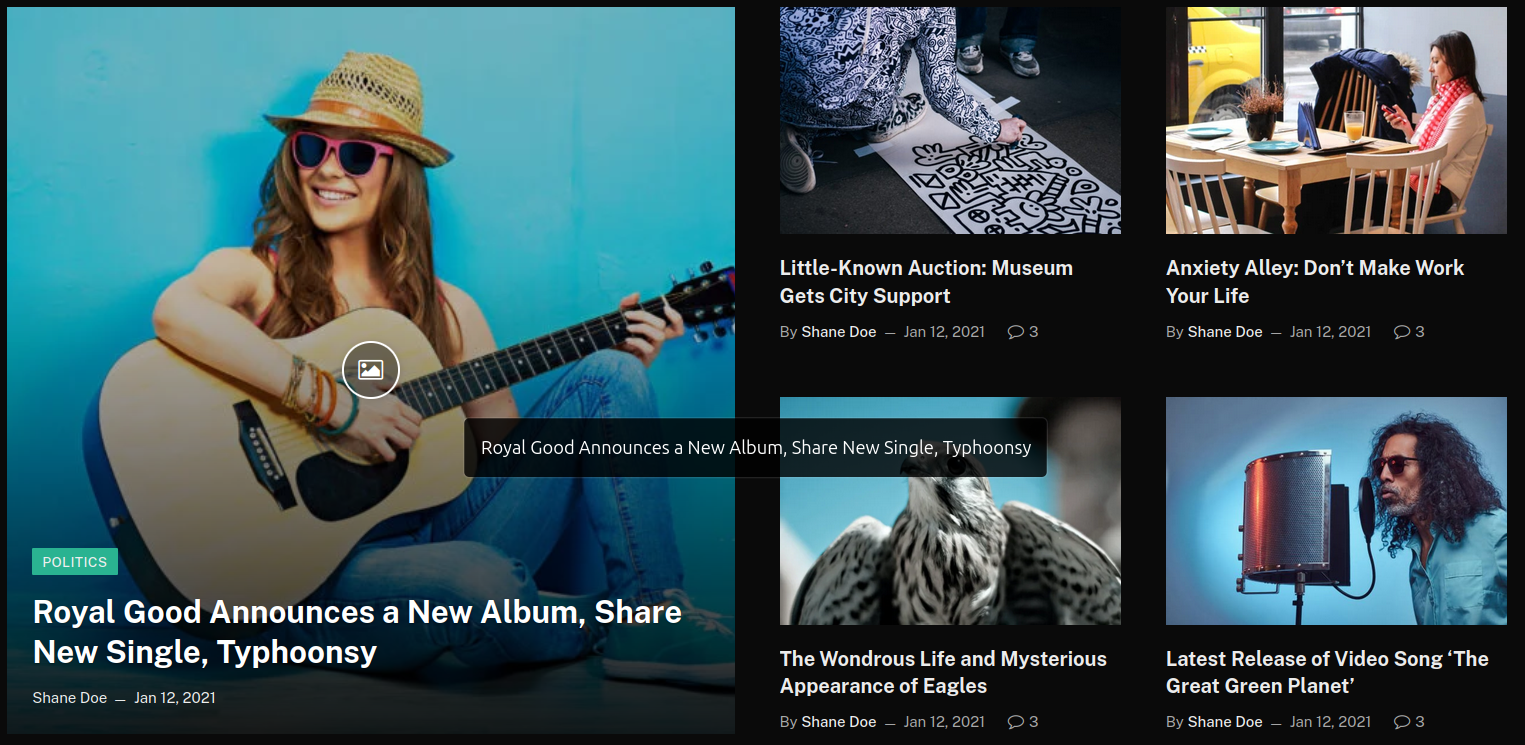 POLITICS
Royal Good Announces a New Album, Share
New Single, Typhoonsy
Shane Doe — Jan 12, 2021
Royal Good Announces a New Album, Share New Single, Typhoonsy
Little-Known Auction: Museum
Gets City Support
By Shane Doe — Jan 12, 2021 3
Anxiety Alley: Don’t Make Work
Your Life
By Shane Doe — Jan 12, 2021 3
The Wondrous Life and Mysterious
Appearance of Eagles
By Shane Doe — Jan 12, 2021 3
Latest Release of Video Song ‘The
Great Green Planet’
By Shane Doe — Jan 12, 2021 3